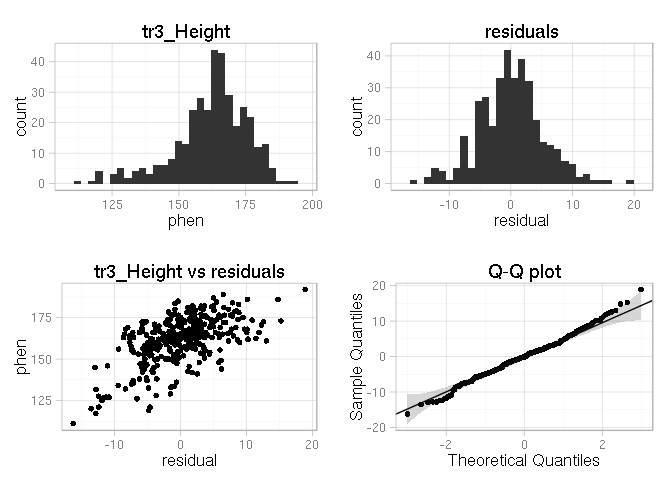 tr3_Height
count
40
30
20
10
0
125
150
175
200
phen
residuals
count
40
30
20
10
0
-10
0
10
20
residual
tr3_Height vs residuals
phen
175
150
125
-10
0
10
20
residual
Q-Q plot
Sample Quantiles
20
10
0
-10
-20
-2
0
2
Theoretical Quantiles